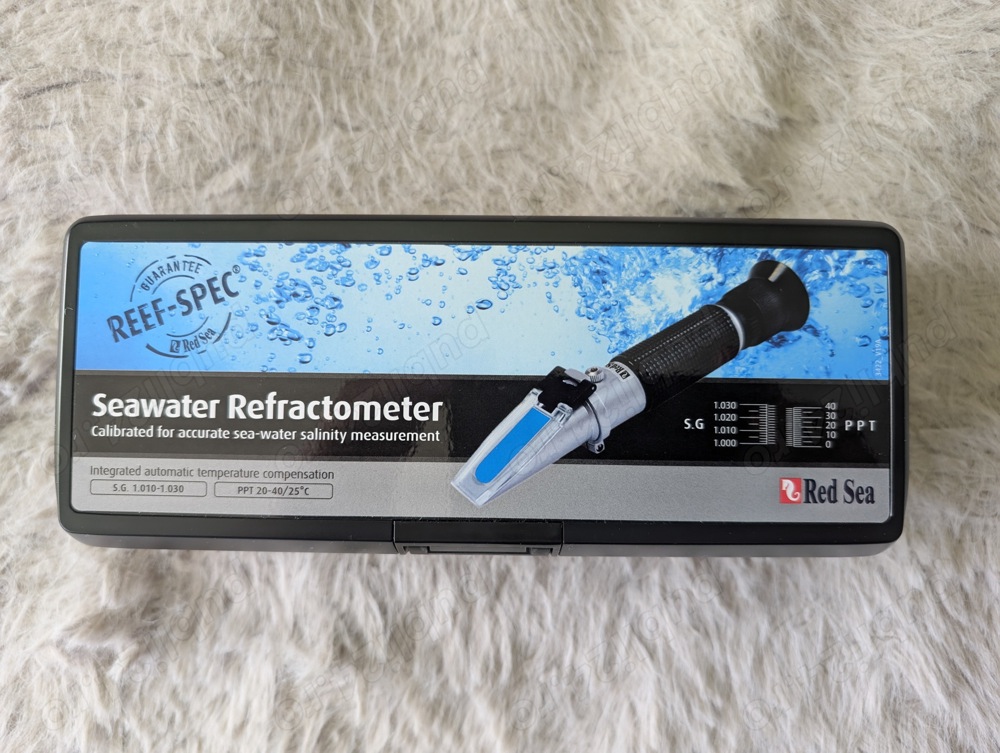 GUARANTEE
REEF-SPEC®
Red Sea
Seawater Refractometer
Calibrated for accurate sea-water salinity measurement
Integrated automatic temperature compensation
S.G. 1.010-1.030
PPT 20-40/25°C
S.G
1.030
1.020
1.010
1.000
40
30
20
10
0
PPT
Red Sea